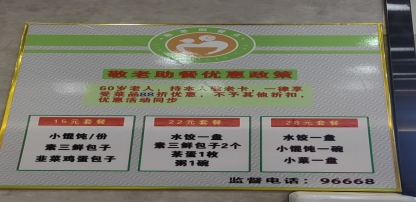 敬老助餐优惠政策
60岁老人 持本人敬老卡，一律享
受菜品88折优惠，不予其他折扣，
优惠活动同步
15元套餐
小馄饨/份
素三鲜包子
韭菜鸡蛋包子
22元套餐
水饺一盘
素三鲜包子2个
茶蛋1枚
粥1碗
24元套餐
水饺一盘
小馄饨一碗
小菜一盘
监督电话：96668